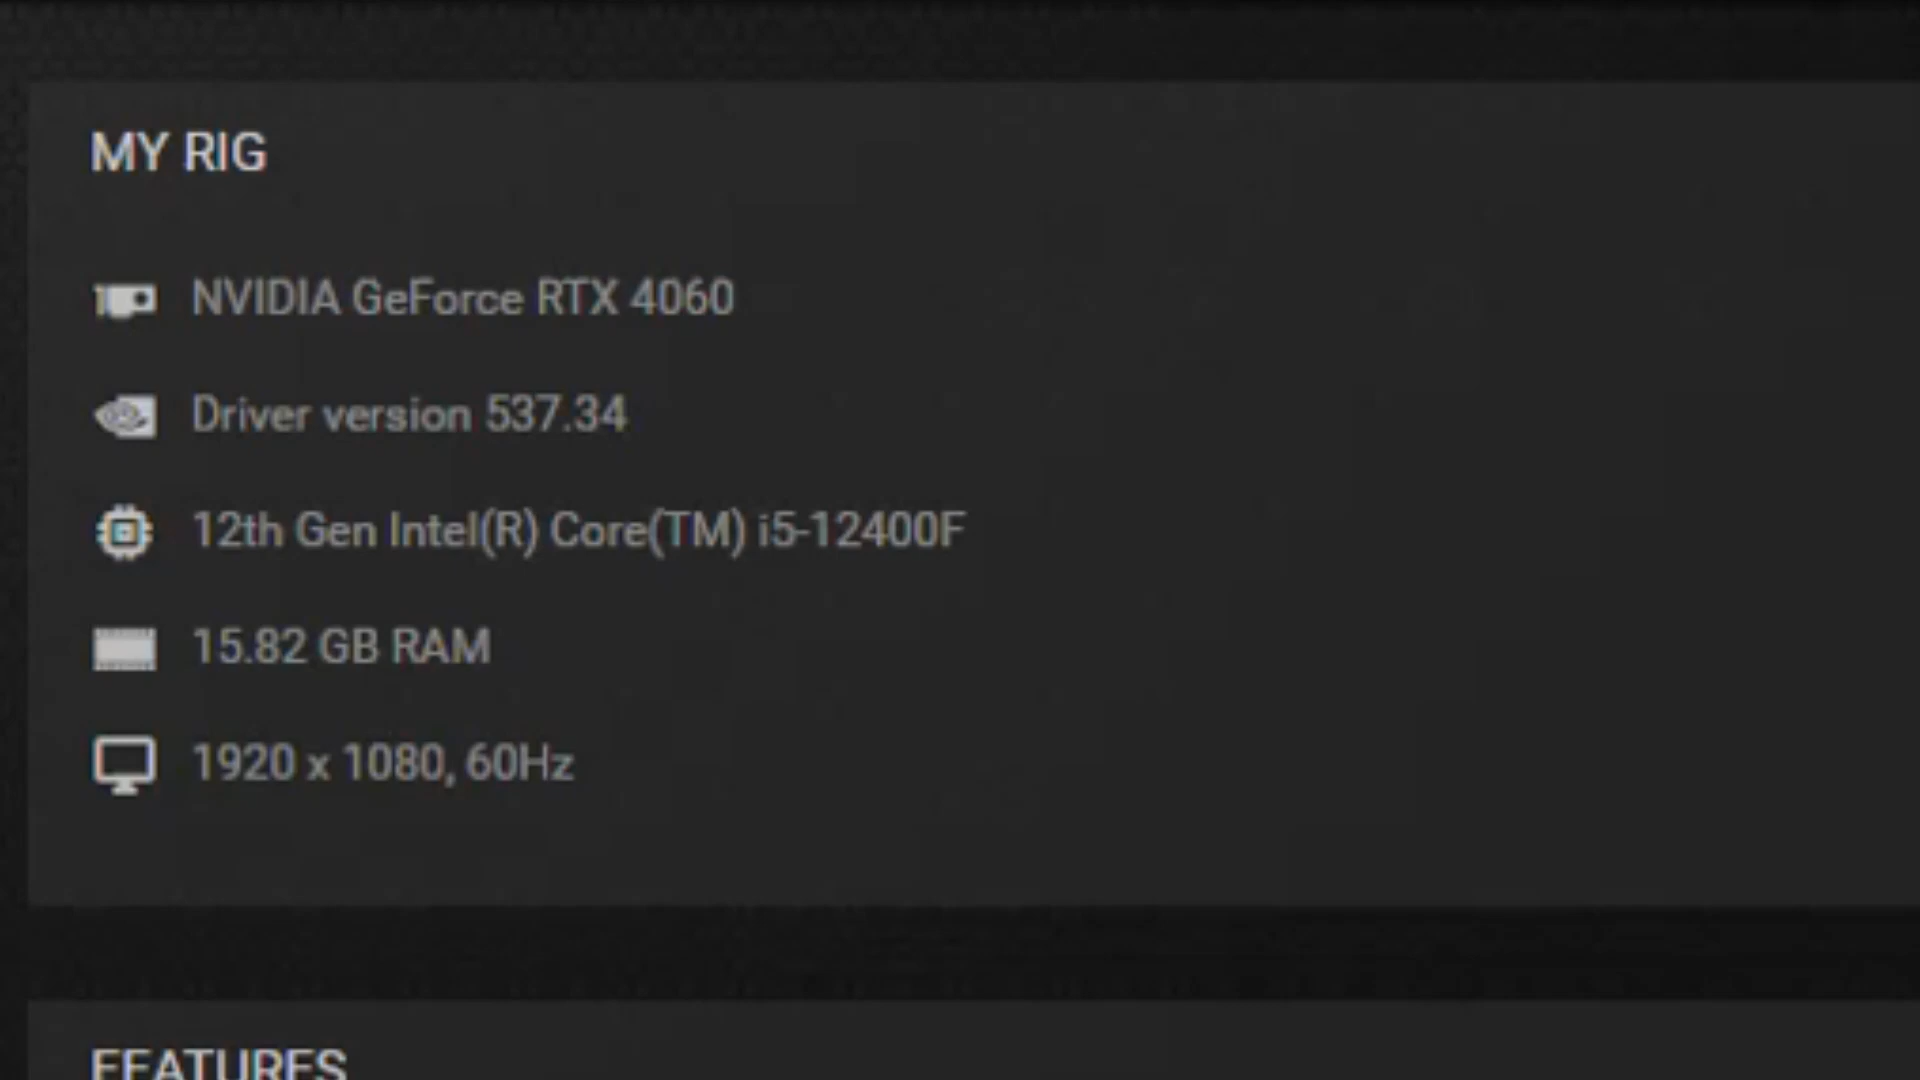 MY RIG
NVIDIA GeForce RTX 4060
Driver version 537.34
12th Gen Intel(R) Core(TM) i5-12400F
15.82 GB RAM
1920 x 1080, 60Hz
FEATURES